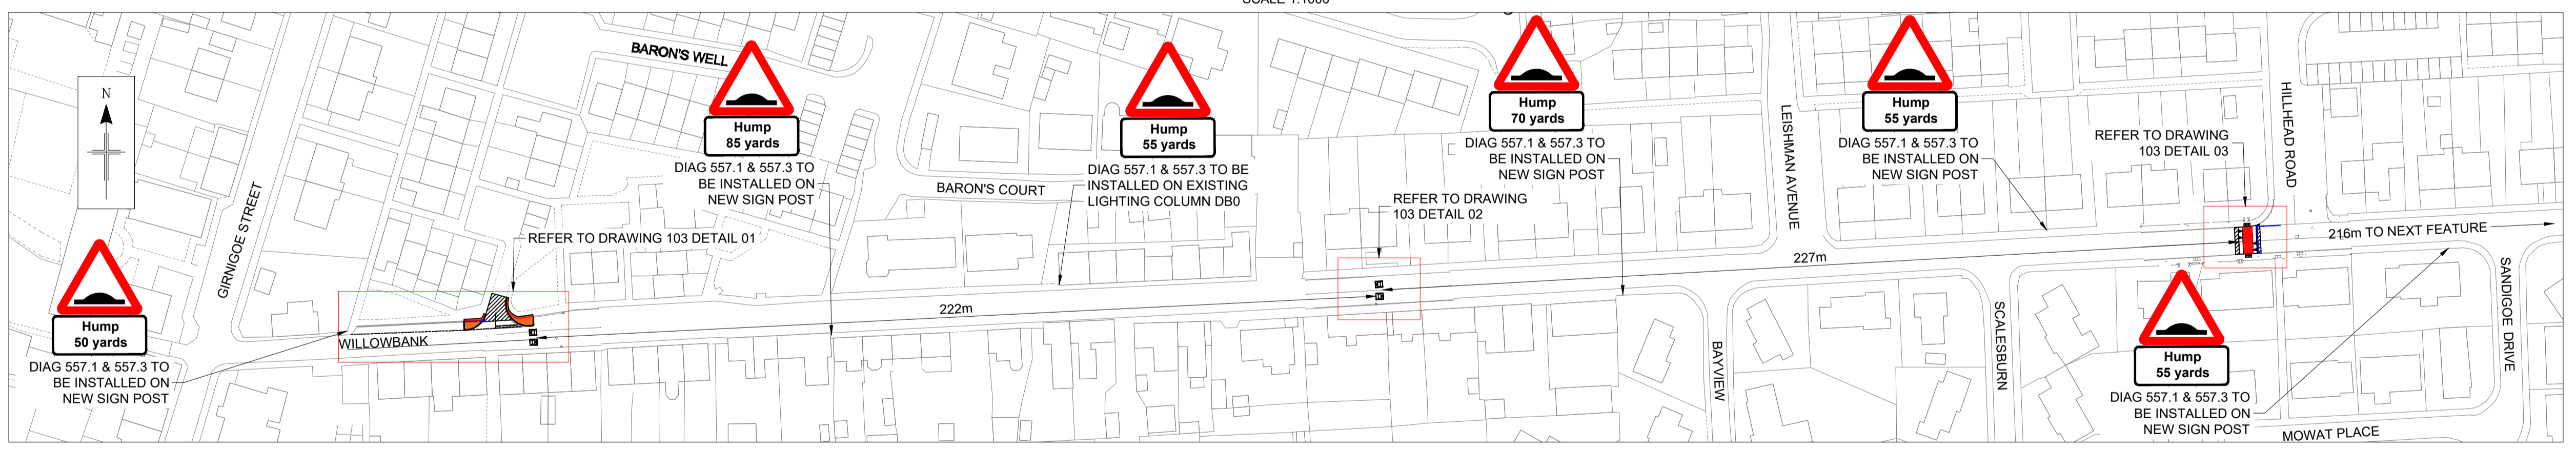 SCALE 1:1000
N
GIRNIGOE STREET
Hump
50 yards
DIAG 557.1 & 557.3 TO
BE INSTALLED ON
NEW SIGN POST
WILLOWBANK
REFER TO DRAWING 103 DETAIL 01
BARON'S WELL
Hump
85 yards
DIAG 557.1 & 557.3 TO
BE INSTALLED ON
NEW SIGN POST
222m
BARON'S COURT
Hump
55 yards
DIAG 557.1 & 557.3 TO BE
INSTALLED ON EXISTING
LIGHTING COLUMN DB0
REFER TO DRAWING
103 DETAIL 02
Hump
70 yards
DIAG 557.1 & 557.3 TO
BE INSTALLED ON
NEW SIGN POST
BAYVIEW
LEISHMAN AVENUE
227m
Hump
55 yards
DIAG 557.1 & 557.3 TO
BE INSTALLED ON
NEW SIGN POST
SCALESBURN
REFER TO DRAWING
103 DETAIL 03
HILLHEAD ROAD
216m TO NEXT FEATURE
Hump
55 yards
DIAG 557.1 & 557.3 TO
BE INSTALLED ON
NEW SIGN POST
SANDIGOE DRIVE
MOWAT PLACE